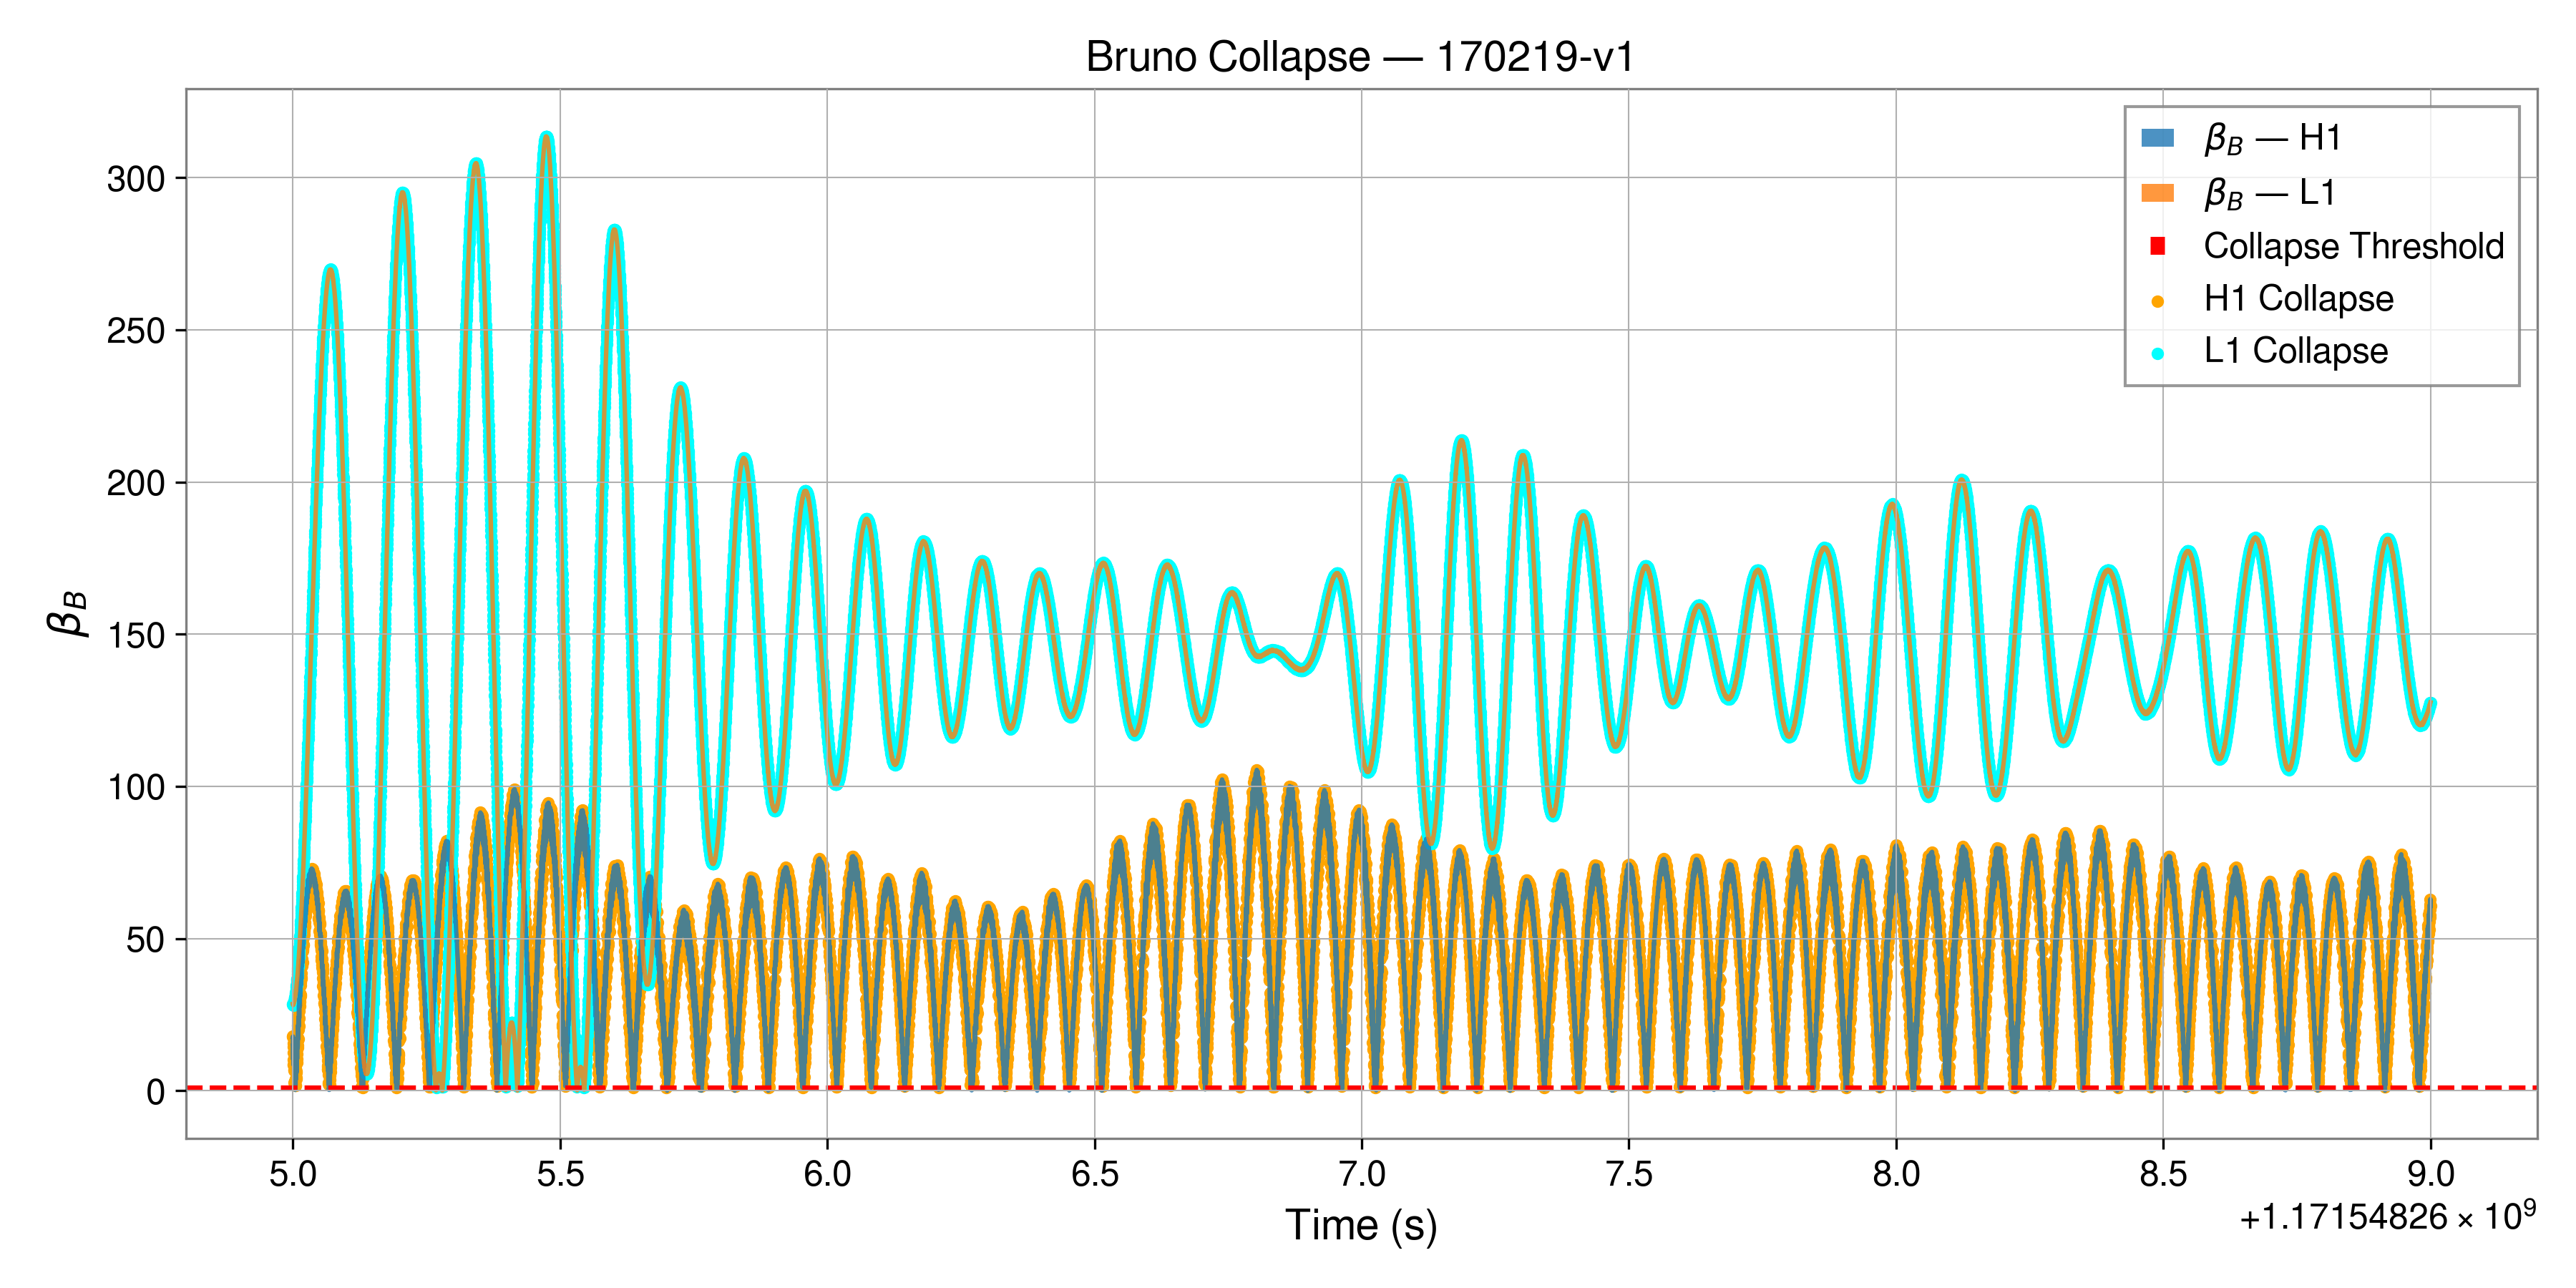 Bruno Collapse — 170219-v1
β_B — H1
β_B — L1
Collapse Threshold
H1 Collapse
L1 Collapse
β_B
300
250
200
150
100
50
0
5.0 5.5 6.0 6.5 7.0 7.5 8.0 8.5 9.0
Time (s)
+1.17154826 × 10⁹